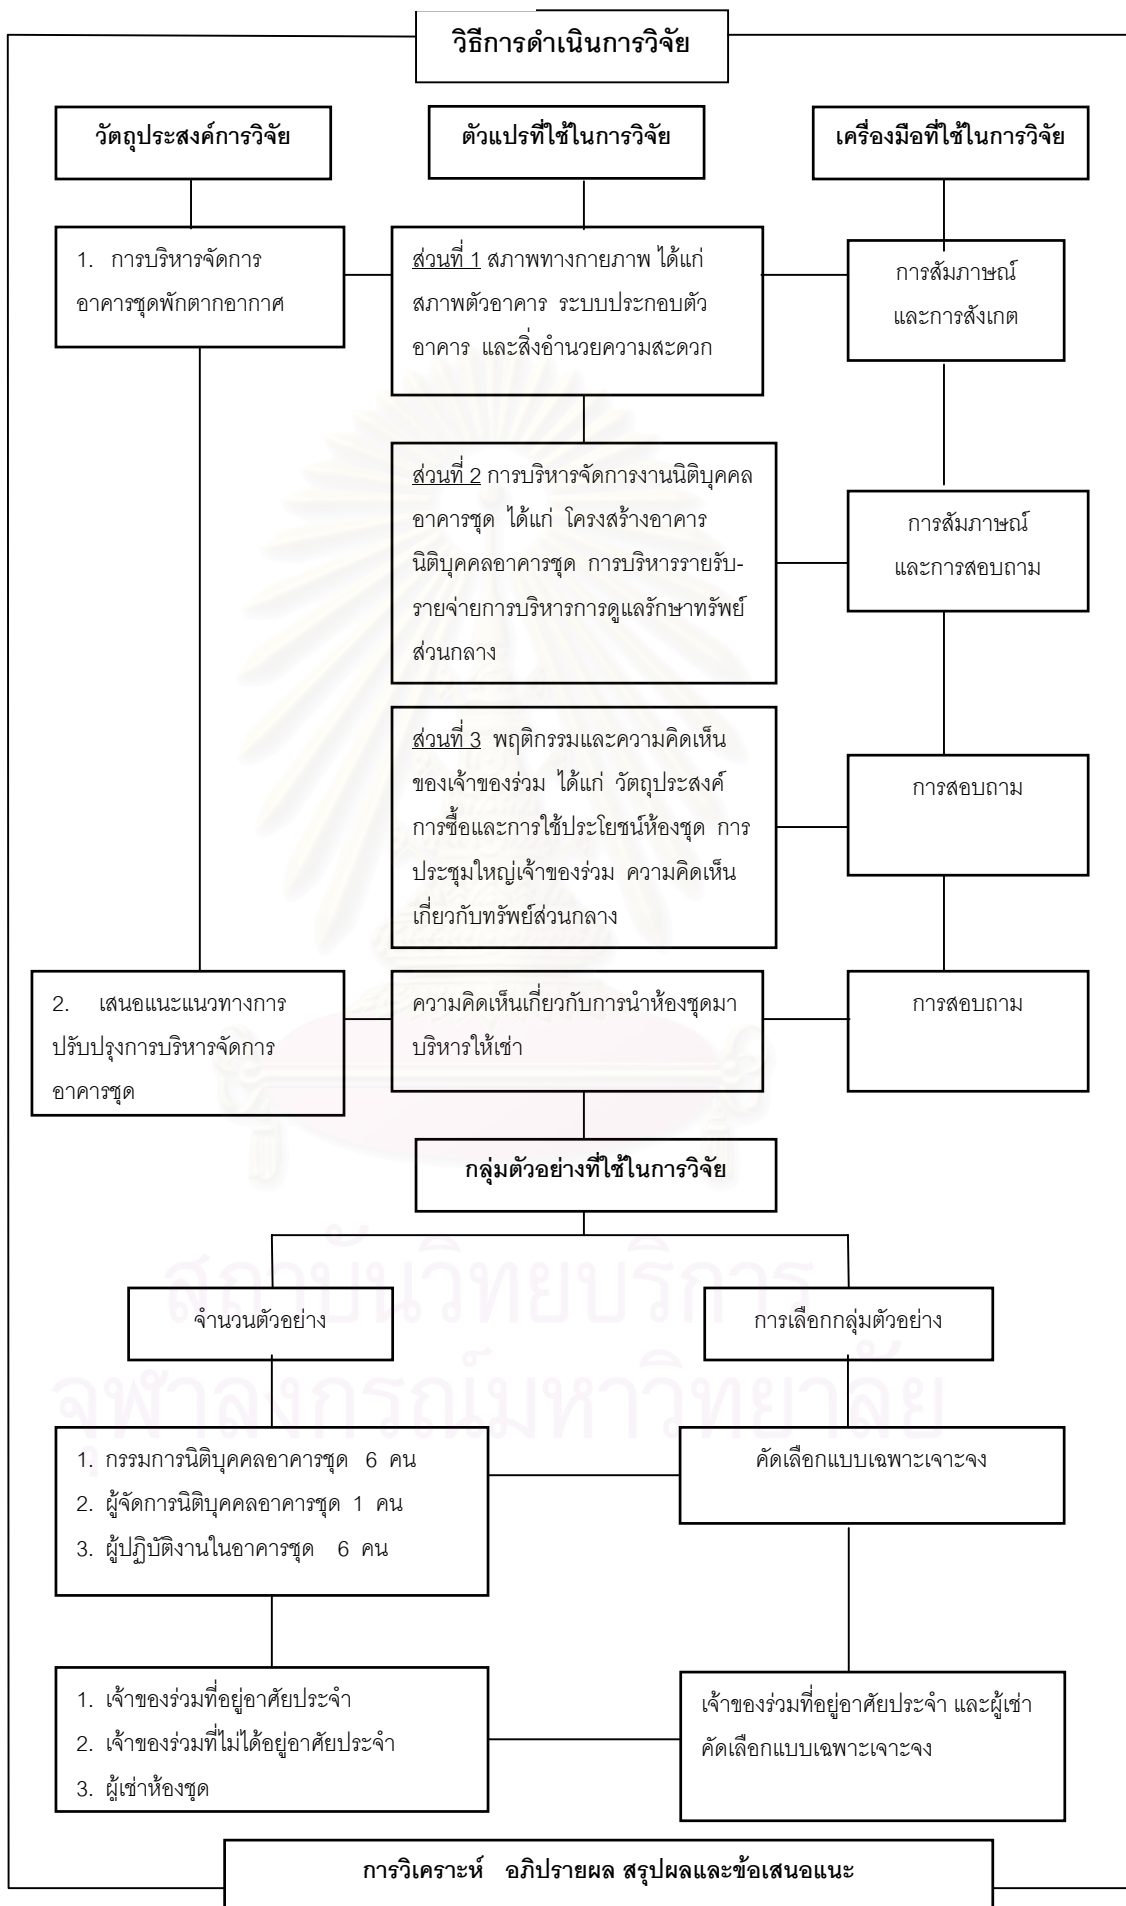 วิธีการดำเนินการวิจัย
วัตถุประสงค์การวิจัย
ตัวแปรที่ใช้ในการวิจัย
เครื่องมือที่ใช้ในการวิจัย
1. การบริหารจัดการ
อาคารชุดพักตากอากาศ
ส่วนที่ 1 สภาพทางกายภาพ ได้แก่
สภาพตัวอาคาร ระบบประกอบตัว
อาคาร และสิ่งอำนวยความสะดวก
การสัมภาษณ์
และการสังเกต
ส่วนที่ 2 การบริหารจัดการงานนิติบุคคล
อาคารชุด ได้แก่ โครงสร้างอาคาร
นิติบุคคลอาคารชุด การบริหารรายรับ-
รายจ่ายการบริหารการดูแลรักษาทรัพย์
ส่วนกลาง
การสัมภาษณ์
และการสอบถาม
ส่วนที่ 3 พฤติกรรมและความคิดเห็น
ของเจ้าของร่วม ได้แก่ วัตถุประสงค์
การซื้อและการใช้ประโยชน์ห้องชุด การ
ประชุมใหญ่เจ้าของร่วม ความคิดเห็น
เกี่ยวกับทรัพย์ส่วนกลาง
การสอบถาม
2. เสนอแนะแนวทางการ
ปรับปรุงการบริหารจัดการ
อาคารชุด
ความคิดเห็นเกี่ยวกับการนำห้องชุดมา
บริหารให้เช่า
การสอบถาม
กลุ่มตัวอย่างที่ใช้ในการวิจัย
สถาบันวิทยบริการ
จุฬาลงกรณ์มหาวิทยาลัย
จำนวนตัวอย่าง
การเลือกกลุ่มตัวอย่าง
1. กรรมการนิติบุคคลอาคารชุด 6 คน
2. ผู้จัดการนิติบุคคลอาคารชุด 1 คน
3. ผู้ปฏิบัติงานในอาคารชุด 6 คน
คัดเลือกแบบเฉพาะเจาะจง
1. เจ้าของร่วมที่อยู่อาศัยประจำ
2. เจ้าของร่วมที่ไม่ได้อยู่อาศัยประจำ
3. ผู้เช่าห้องชุด
เจ้าของร่วมที่อยู่อาศัยประจำ และผู้เช่า
คัดเลือกแบบเฉพาะเจาะจง
การวิเคราะห์ อภิปรายผล สรุปผลและข้อเสนอแนะ